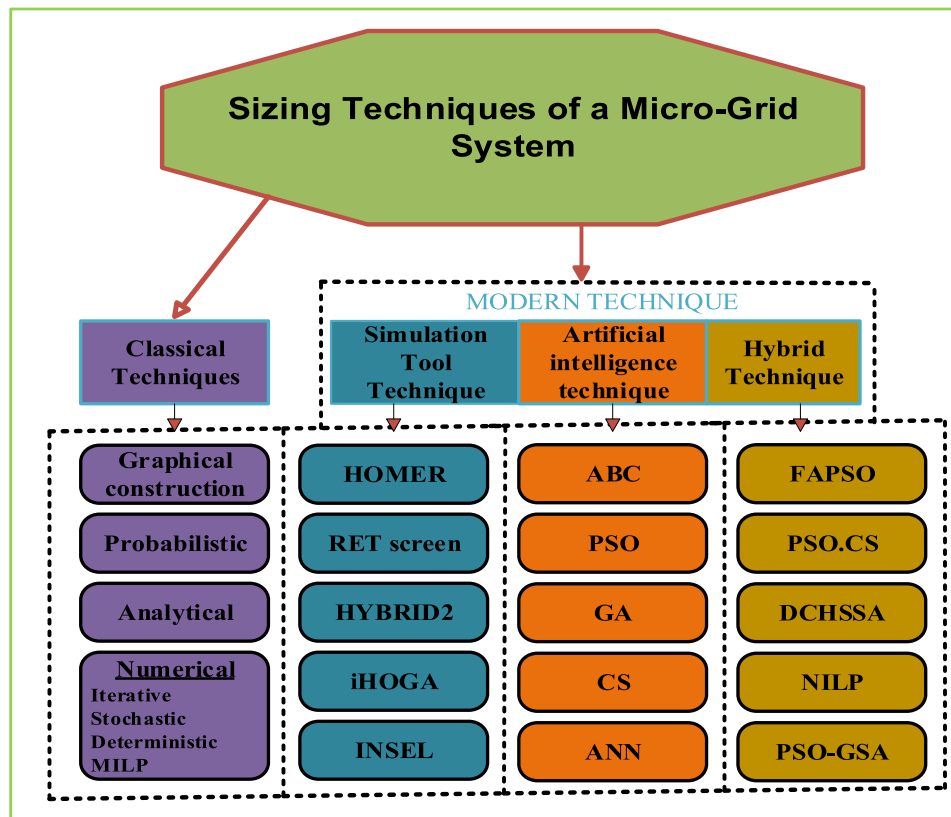 Sizing Techniques of a Micro-Grid
System
MODERN TECHNIQUE
Classical
Techniques
Simulation
Tool
Technique
Artificial
intelligence
technique
Hybrid
Technique
Graphical
construction
Probabilistic
Analytical
Numerical
Iterative
Stochastic
Deterministic
MILP
HOMER
RET screen
HYBRID2
iHOGA
INSEL
ABC
PSO
GA
CS
ANN
FAPSO
PSO.CS
DCHSSA
NILP
PSO-GSA